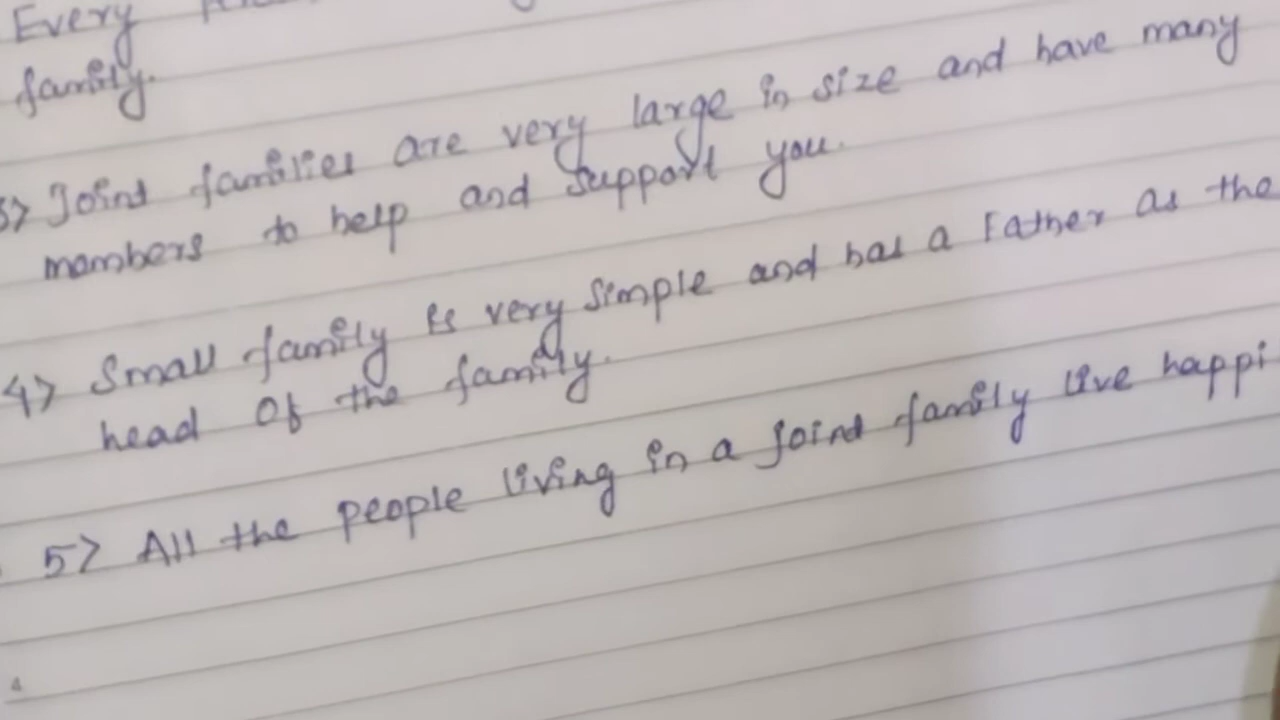 Every
family.
3> Joint families are very large in size and have many
mambers to help and support you.
4> Small family is very simple and has a Father as the
head of the family.
5> All the people living in a joint family live happi